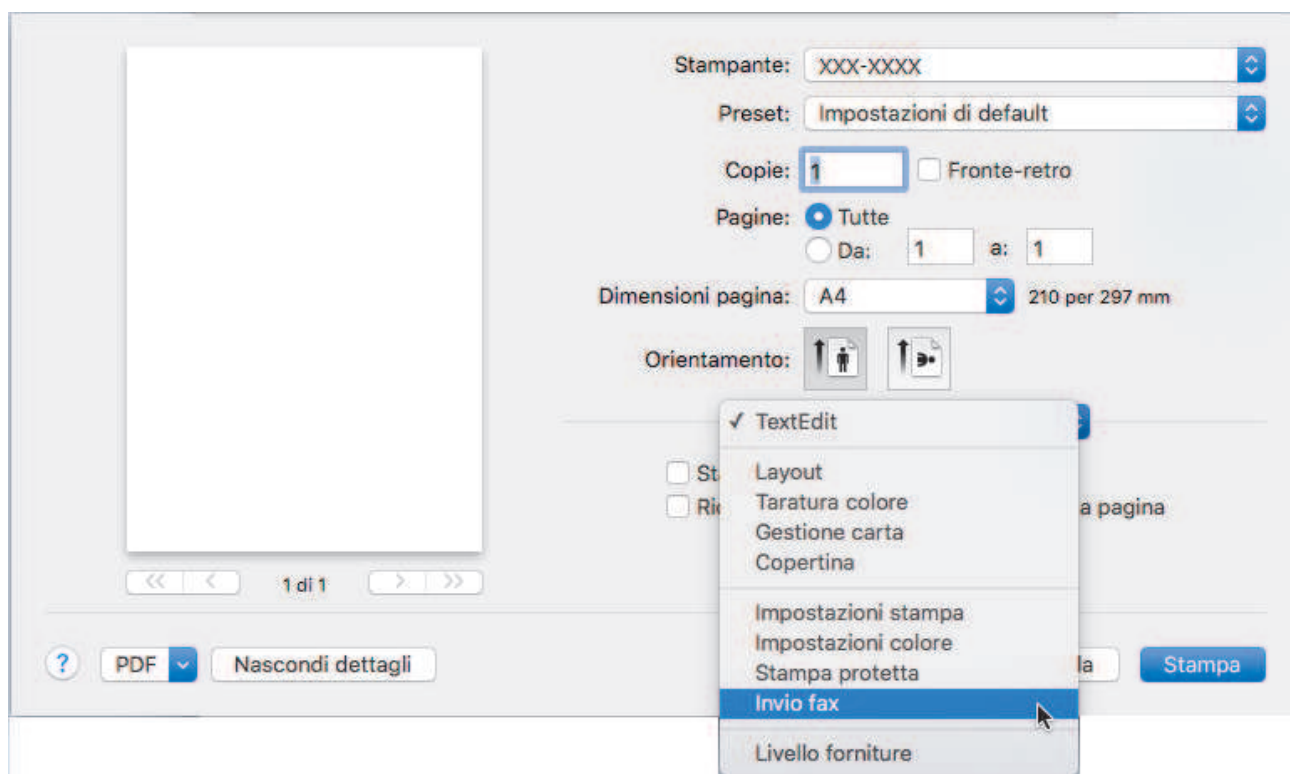 Stampante: XXX-XXXX
Preset: Impostazioni di default
Copie: 1 Fronte-retro
Pagine: Tutte
Da: 1 a: 1
Dimensioni pagina: A4 210 per 297 mm
Orientamento:
✓ TextEdit
Layout
Taratura colore
a pagina
Gestione carta
Copertina
1 di 1
Impostazioni stampa
Impostazioni colore
? PDF Nascondi dettagli Stampa
Stampa protetta
Invio fax
Livello forniture